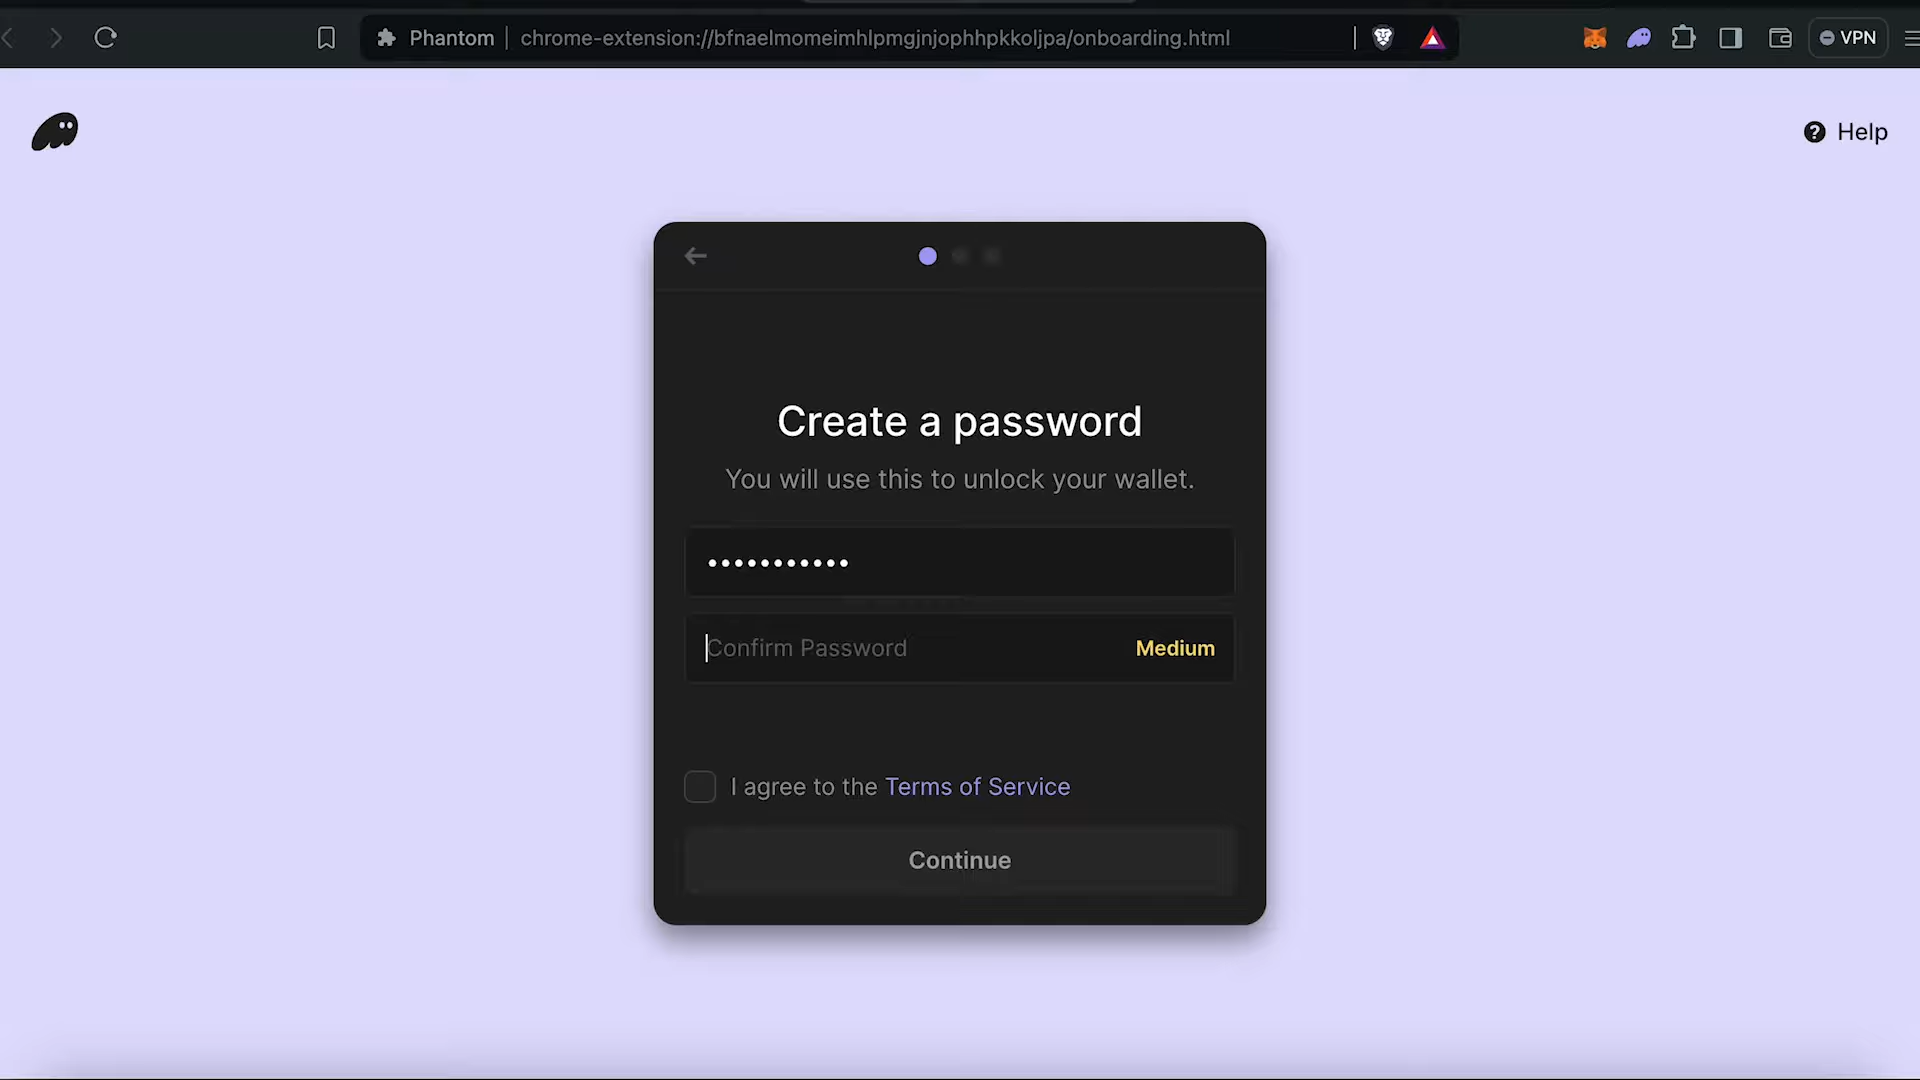 Phantom | chrome-extension://bfnaelmomeimhlpmgjnjophhpkkoljpa/onboarding.html
VPN
Help
Create a password
You will use this to unlock your wallet.
•••••••••••
Confirm Password
Medium
I agree to the Terms of Service
Continue